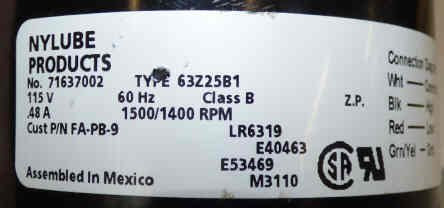 NYLUBE
PRODUCTS
No. 71637002 TYPE 63Z25B1
115 V 60 Hz Class B
.48 A 1500/1400 RPM
Cust P/N FA-PB-9 LR6319
E40463
E53469
Assembled In Mexico M3110
Z.P.
Connection
Wht
Blk
Red
Grn/Yel